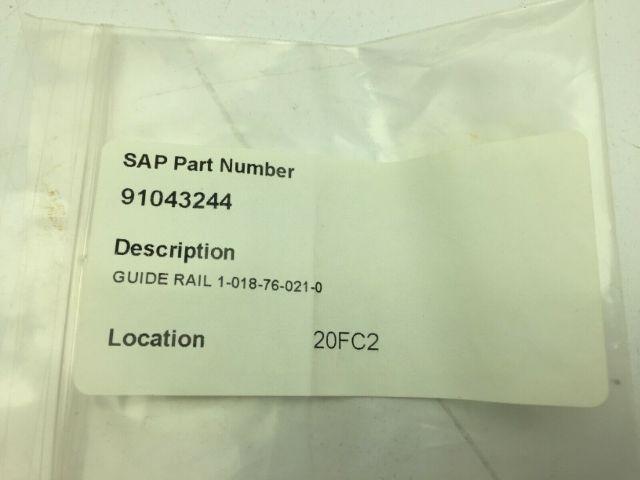 SAP Part Number
91043244
Description
GUIDE RAIL 1-018-76-021-0
Location 20FC2